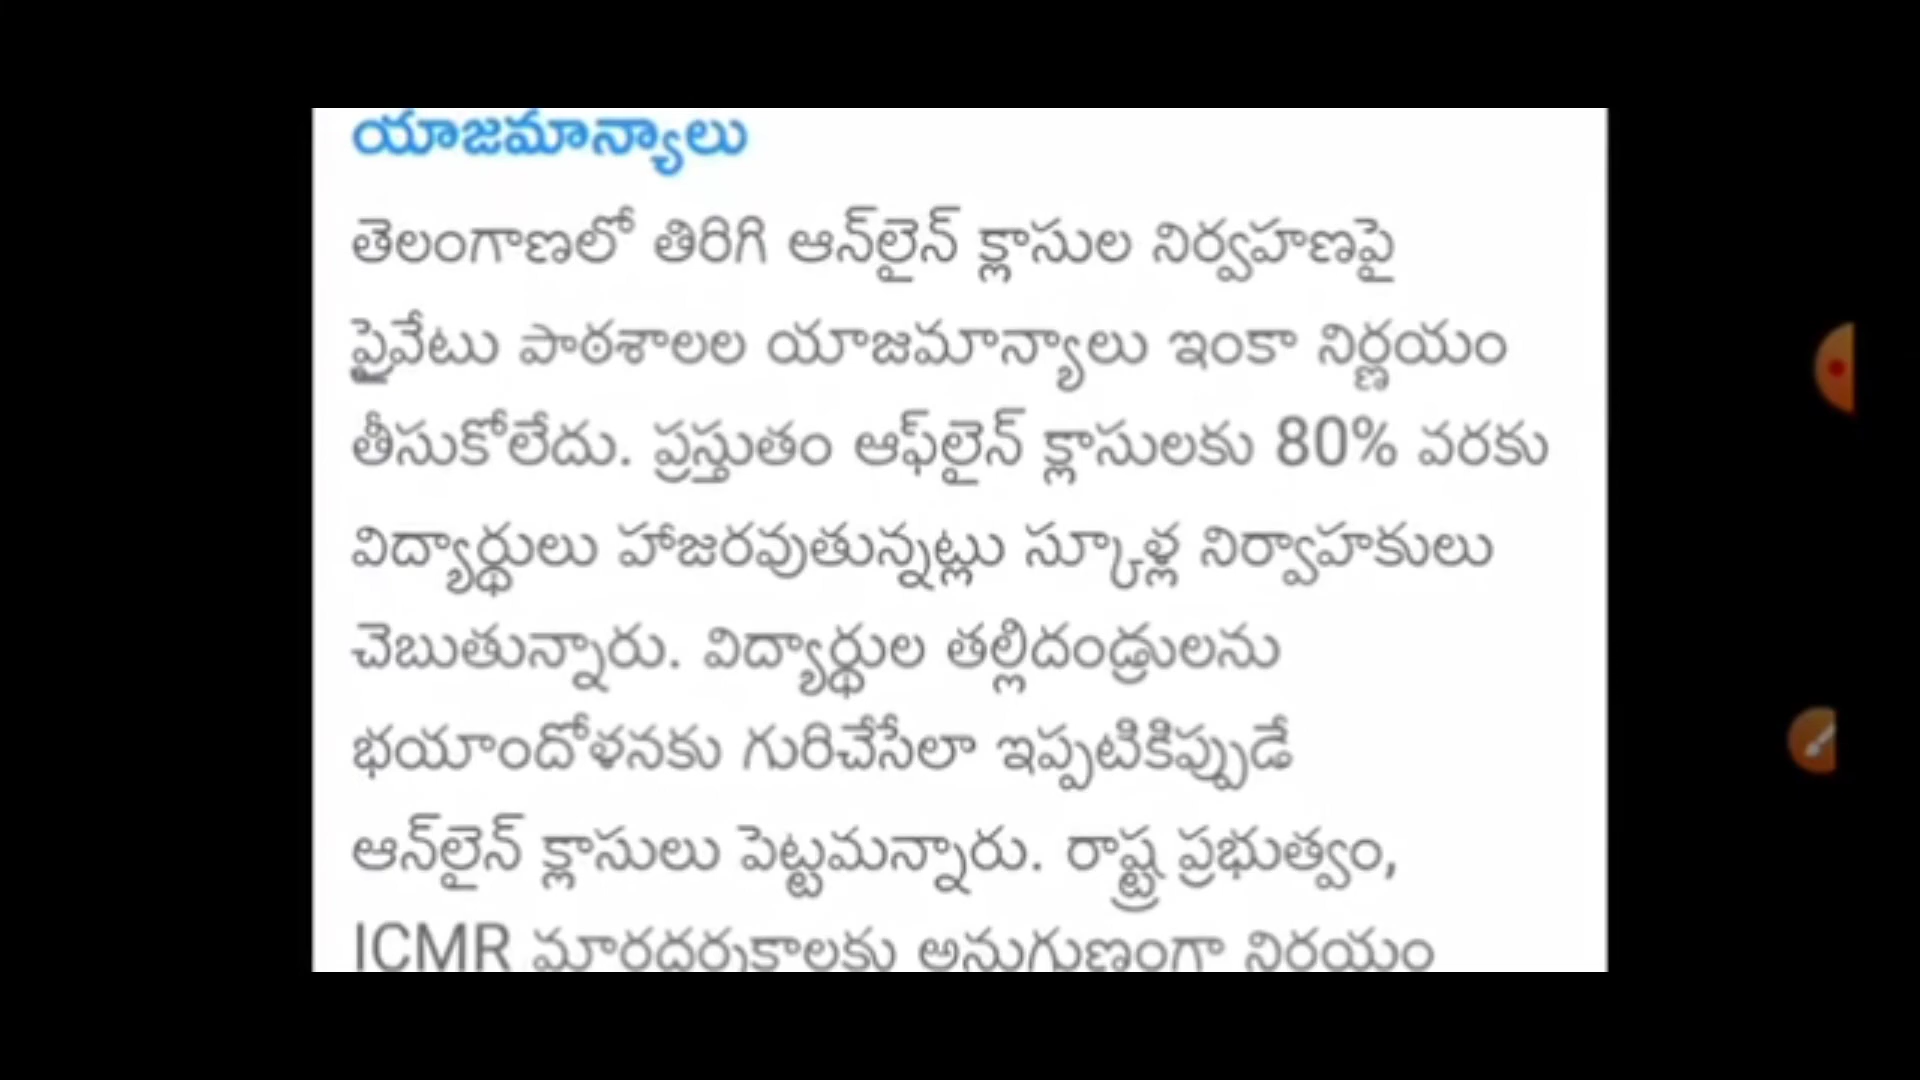 యాజమాన్యాలు
తెలంగాణలో తిరిగి ఆన్‌లైన్ క్లాసుల నిర్వహణపై
ప్రైవేటు పాఠశాలల యాజమాన్యాలు ఇంకా నిర్ణయం
తీసుకోలేదు. ప్రస్తుతం ఆఫ్‌లైన్ క్లాసులకు 80% వరకు
విద్యార్థులు హాజరవుతున్నట్లు స్కూళ్ల నిర్వాహకులు
చెబుతున్నారు. విద్యార్థుల తల్లిదండ్రులను
భయాందోళనకు గురిచేసేలా ఇప్పటికిప్పుడే
ఆన్‌లైన్ క్లాసులు పెట్టమన్నారు. రాష్ట్ర ప్రభుత్వం,
ICMR మార్గదర్శకాలకు అనుగుణంగా నిర్ణయం